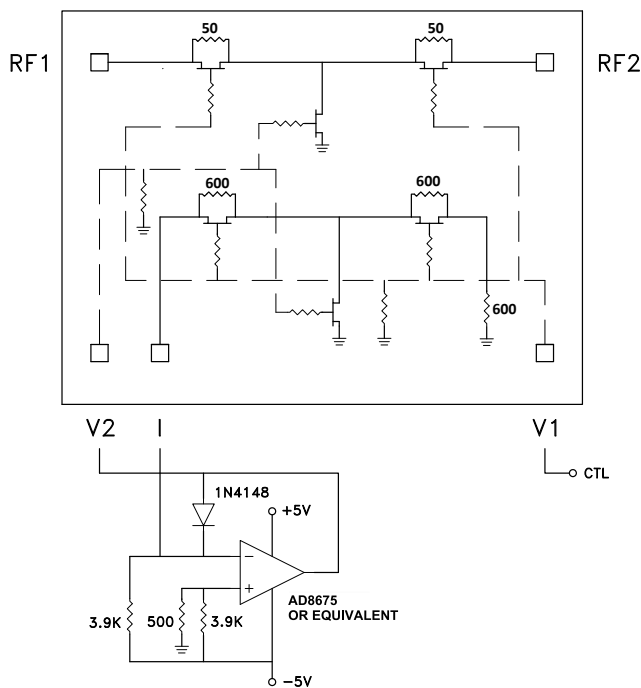 50
50
RF1
RF2
600
600
600
V2
I
V1
CTL
1N4148
+5V
−
+
AD8675
OR EQUIVALENT
3.9K
500
3.9K
−5V